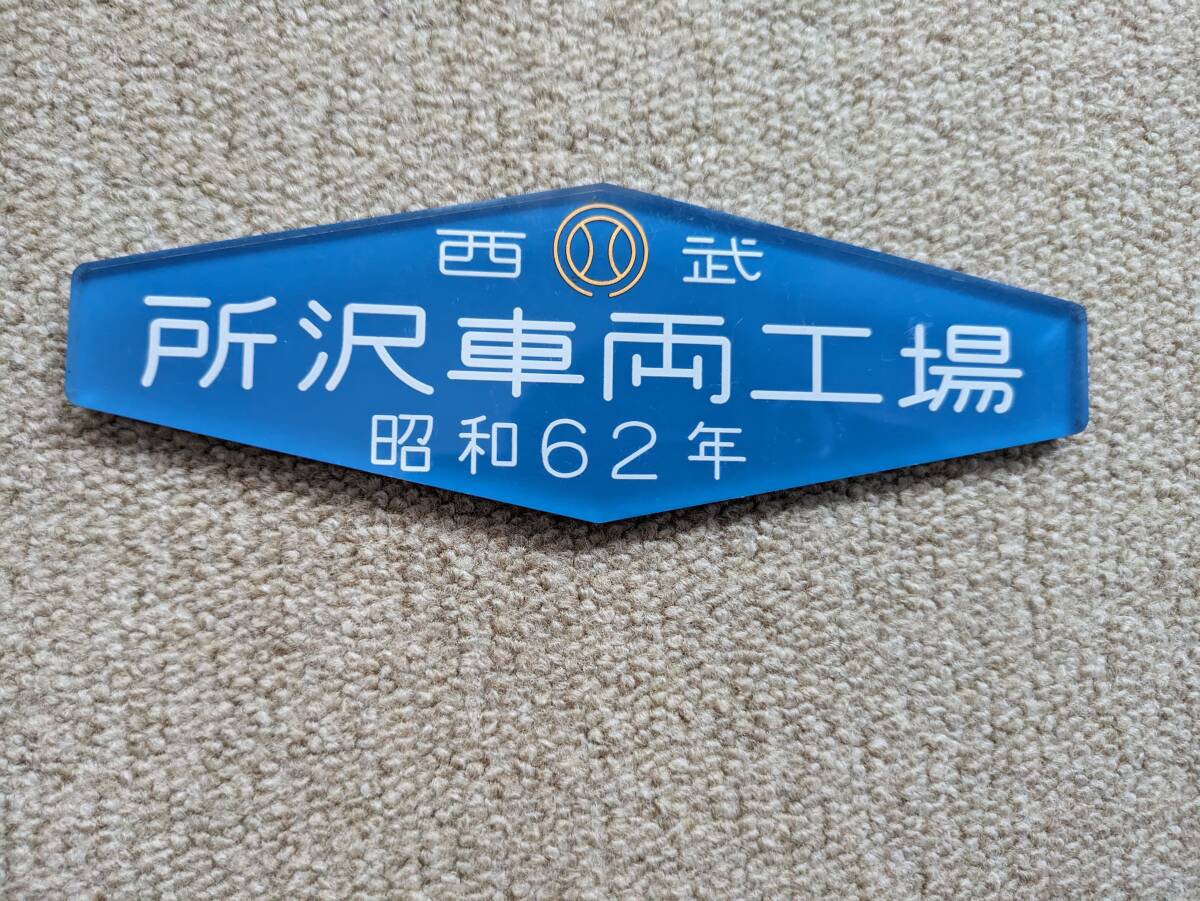 西 武
所沢車両工場
昭和62年